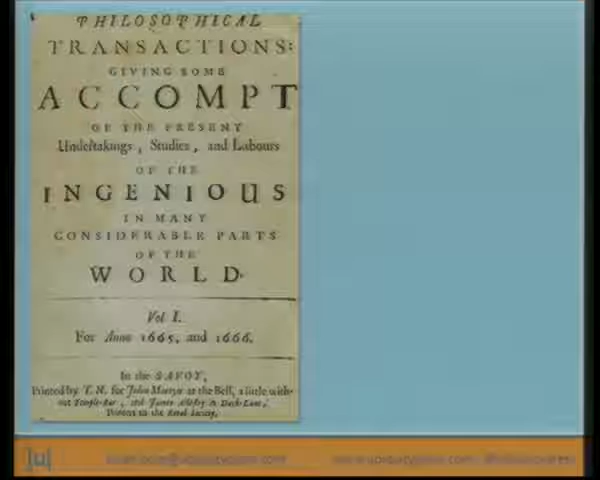 PHILOSOPHICAL
TRANSACTIONS:
GIVING SOME
ACCOMPT
OF THE PRESENT
Undertakings, Studies, and Labours
OF THE
INGENIOUS
IN MANY
CONSIDERABLE PARTS
OF THE
WORLD.
Vol I.
For Anno 1665, and 1666.
In the SAVOY,
Printed by T. N. for John Martyn at the Bell, a little with-
out Temple-Bar, and James Allestry in Duck-Lane,
Printers to the Royal Society.
]u[